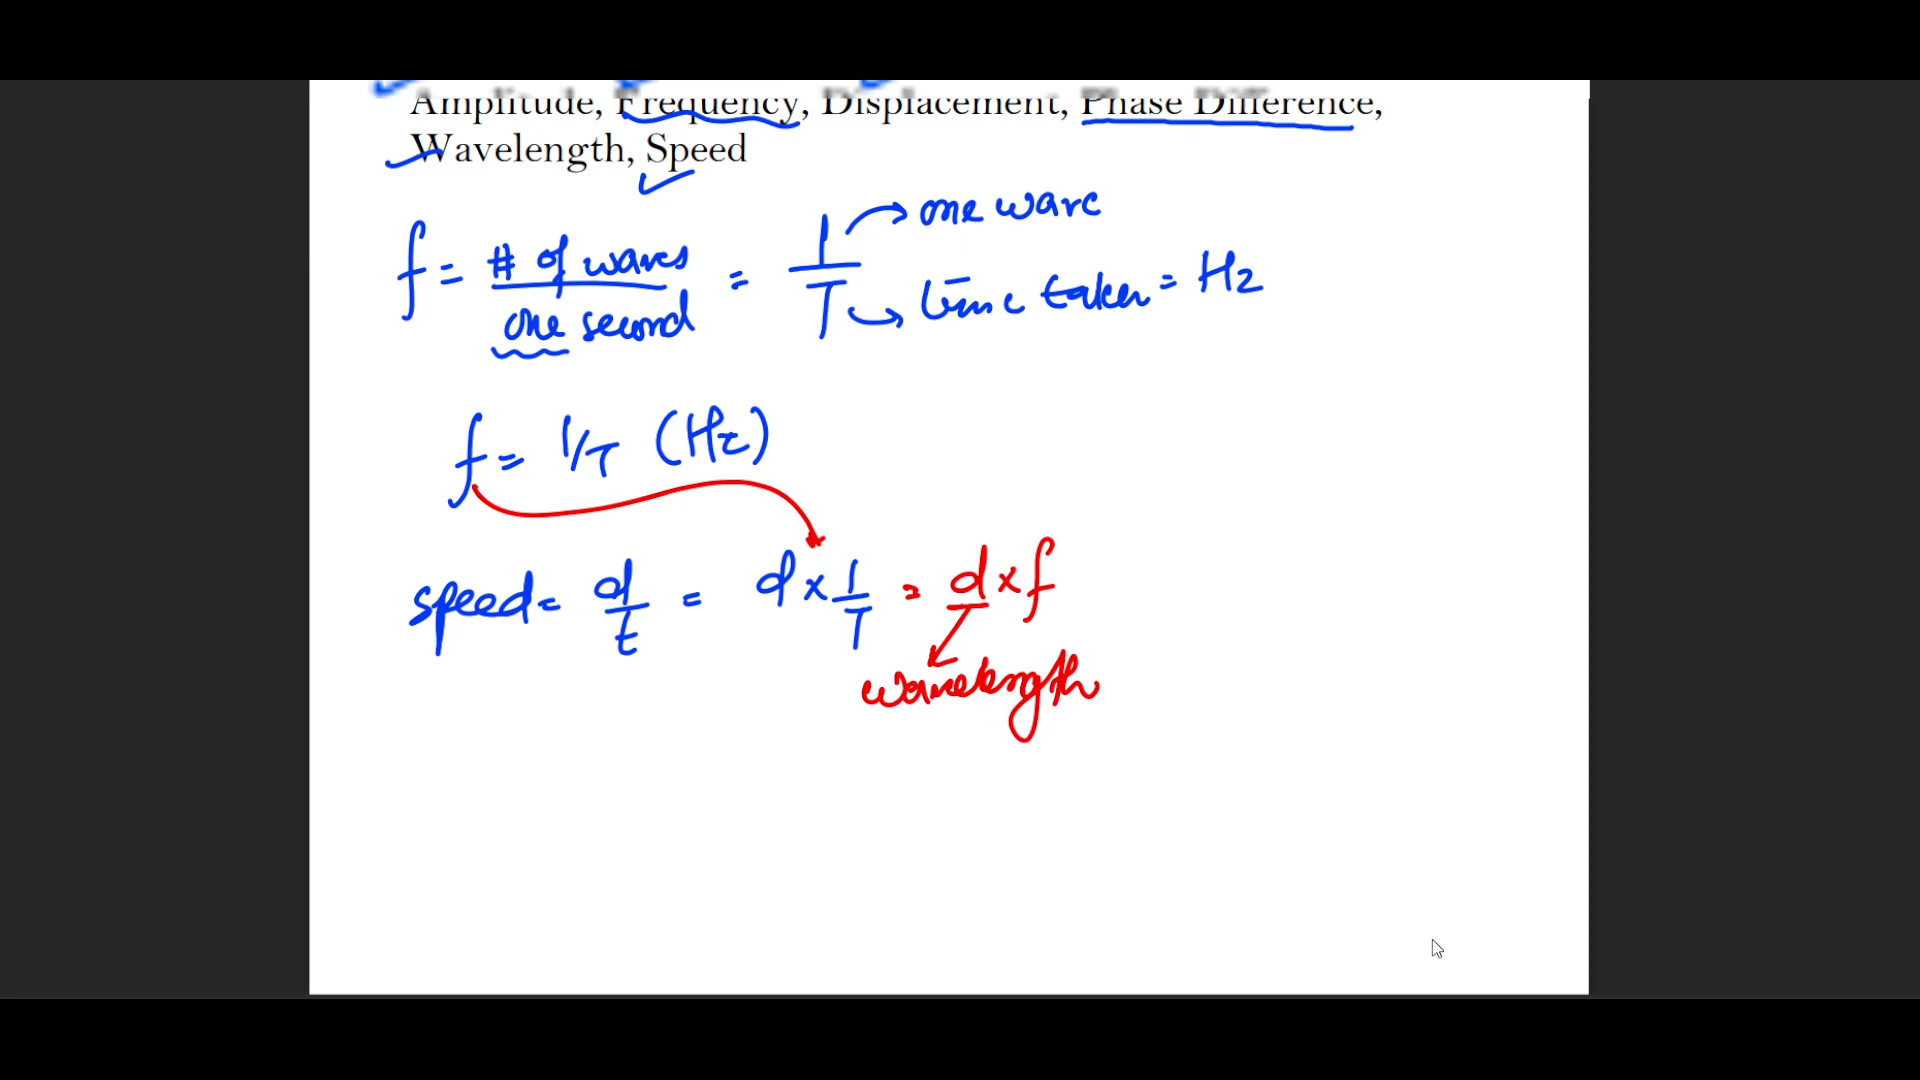 Amplitude, Frequency, Displacement, Phase Difference,
Wavelength, Speed
f = # of waves / one second = 1/T → one wave → time taken = Hz
f = 1/T (Hz)
speed = d/t = d x 1/T = d x f
wavelength